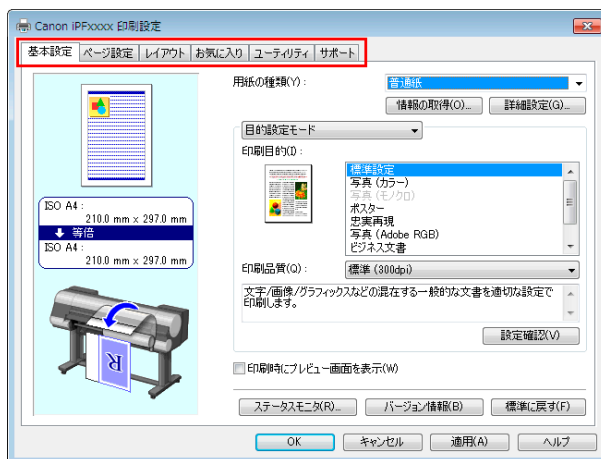 Canon iPFxxxx 印刷設定
基本設定 ページ設定 レイアウト お気に入り ユーティリティ サポート
用紙の種類(Y)： 普通紙
情報の取得(O)... 詳細設定(G)...
目的設定モード
印刷目的(I)：
標準設定
写真 (カラー)
写真 (モノクロ)
ポスター
忠実再現
写真 (Adobe RGB)
ビジネス文書
ISO A4：
210.0 mm x 297.0 mm
等倍
ISO A4：
210.0 mm x 297.0 mm
印刷品質(Q)： 標準 (300dpi)
文字/画像/グラフィックスなどの混在する一般的な文書を適切な設定で
印刷します。
設定確認(V)
R
印刷時にプレビュー画面を表示(W)
ステータスモニタ(R)... バージョン情報(B) 標準に戻す(F)
OK キャンセル 適用(A) ヘルプ